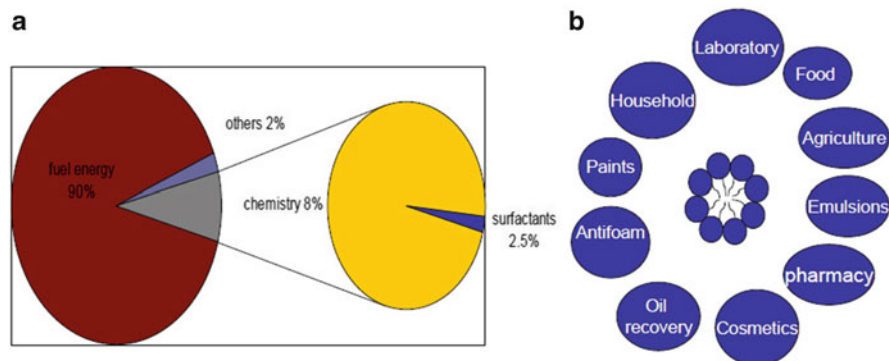 a
fuel energy
90%
others 2%
chemistry 8%
surfactants
2.5%
b
Laboratory
Food
Household
Agriculture
Paints
Emulsions
Antifoam
pharmacy
Oil
recovery
Cosmetics